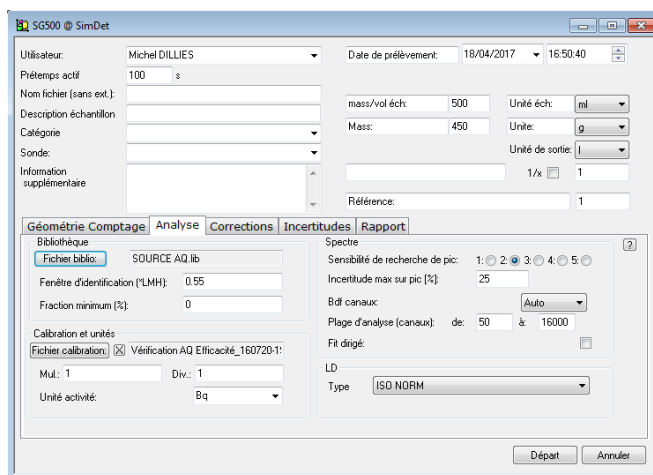 SG500 @ SimDet
Utilisateur: Michel DILLIES Date de prélèvement: 18/04/2017 16:50:40
Prétemps actif 100 s
Nom fichier (sans ext.):
mass/vol éch: 500 Unité éch: ml
Description échantillon
Mass: 450 Unite: g
Catégorie
Sonde: Unité de sortie: l
Information supplémentaire
1/x 1
Référence: 1
Géométrie Comptage Analyse Corrections Incertitudes Rapport
Bibliothèque Spectre ?
Fichier biblio: SOURCE AQ.lib Sensibilité de recherche de pic: 1: 2: 3: 4: 5:
Fenêtre d'identification (*LMH): 0.55 Incertitude max sur pic [%]: 25
Fraction minimum (%): 0 Bdf canaux: Auto
Plage d'analyse (canaux): de: 50 à: 16000
Calibration et unités Fit dirigé:
Fichier calibration: X Vérification AQ Efficacité_160720-1
Mul.: 1 Div.: 1 LD
Type ISO NORM
Unité activité: Bq
Départ Annuler